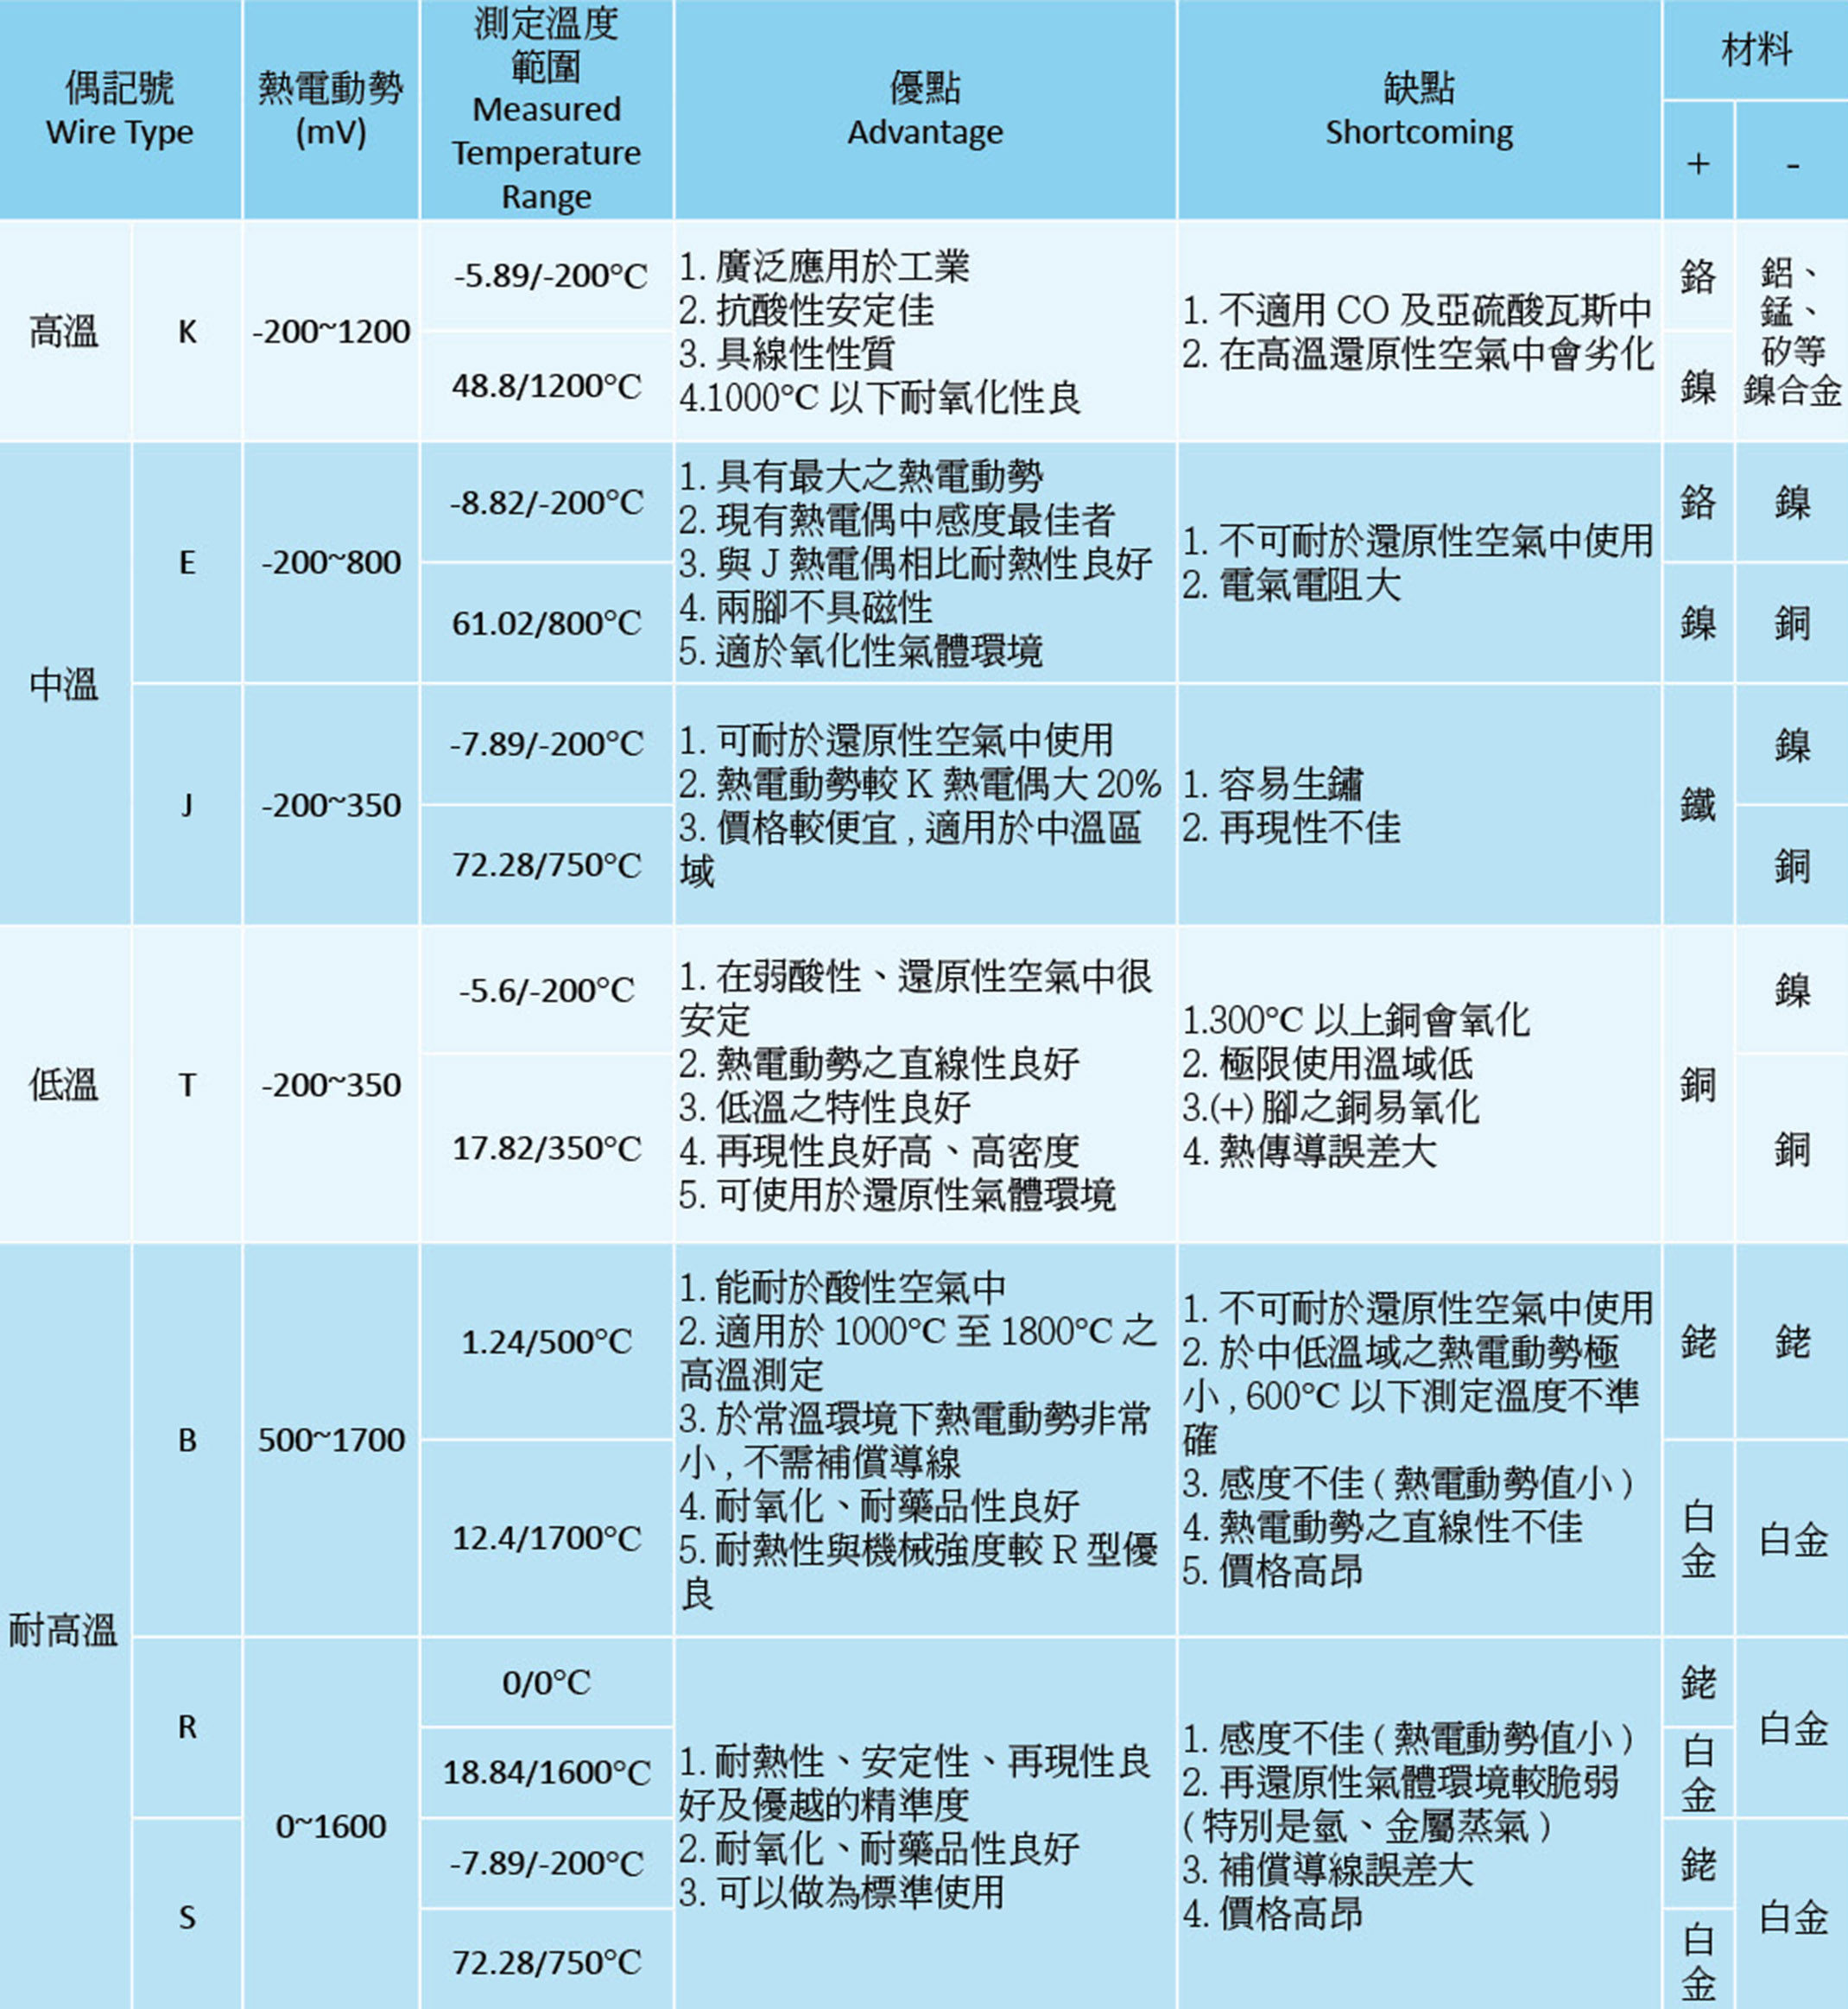 偶記號
Wire Type
熱電動勢
(mV)
測定溫度
範圍
Measured
Temperature
Range
優點
Advantage
缺點
Shortcoming
材料
+
-
高溫
K
-200~1200
-5.89/-200°C
48.8/1200°C
1. 廣泛應用於工業
2. 抗酸性安定佳
3. 具線性性質
4.1000°C 以下耐氧化性良
1. 不適用 CO 及亞硫酸瓦斯中
2. 在高溫還原性空氣中會劣化
鉻
鎳
鋁、
錳、
矽等
鎳合金
中溫
E
-200~800
-8.82/-200°C
61.02/800°C
1. 具有最大之熱電動勢
2. 現有熱電偶中感度最佳者
3. 與 J 熱電偶相比耐熱性良好
4. 兩腳不具磁性
5. 適於氧化性氣體環境
1. 不可耐於還原性空氣中使用
2. 電氣電阻大
鉻
鎳
鎳
銅
J
-200~350
-7.89/-200°C
72.28/750°C
1. 可耐於還原性空氣中使用
2. 熱電動勢較 K 熱電偶大 20%
3. 價格較便宜 , 適用於中溫區
域
1. 容易生鏽
2. 再現性不佳
鐵
鎳
銅
低溫
T
-200~350
-5.6/-200°C
17.82/350°C
1. 在弱酸性、還原性空氣中很
安定
2. 熱電動勢之直線性良好
3. 低溫之特性良好
4. 再現性良好高、高密度
5. 可使用於還原性氣體環境
1.300°C 以上銅會氧化
2. 極限使用溫域低
3.(+) 腳之銅易氧化
4. 熱傳導誤差大
銅
鎳
銅
耐高溫
B
500~1700
1.24/500°C
12.4/1700°C
1. 能耐於酸性空氣中
2. 適用於 1000°C 至 1800°C 之
高溫測定
3. 於常溫環境下熱電動勢非常
小 , 不需補償導線
4. 耐氧化、耐藥品性良好
5. 耐熱性與機械強度較 R 型優
良
1. 不可耐於還原性空氣中使用
2. 於中低溫域之熱電動勢極
小 , 600°C 以下測定溫度不準
確
3. 感度不佳 ( 熱電動勢值小 )
4. 熱電動勢之直線性不佳
5. 價格高昂
銠
白
金
銠
白金
R
0~1600
0/0°C
18.84/1600°C
1. 耐熱性、安定性、再現性良
好及優越的精準度
2. 耐氧化、耐藥品性良好
3. 可以做為標準使用
1. 感度不佳 ( 熱電動勢值小 )
2. 再還原性氣體環境較脆弱
( 特別是氫、金屬蒸氣 )
3. 補償導線誤差大
4. 價格高昂
銠
白
金
白金
S
-7.89/-200°C
72.28/750°C
銠
白
金
白金